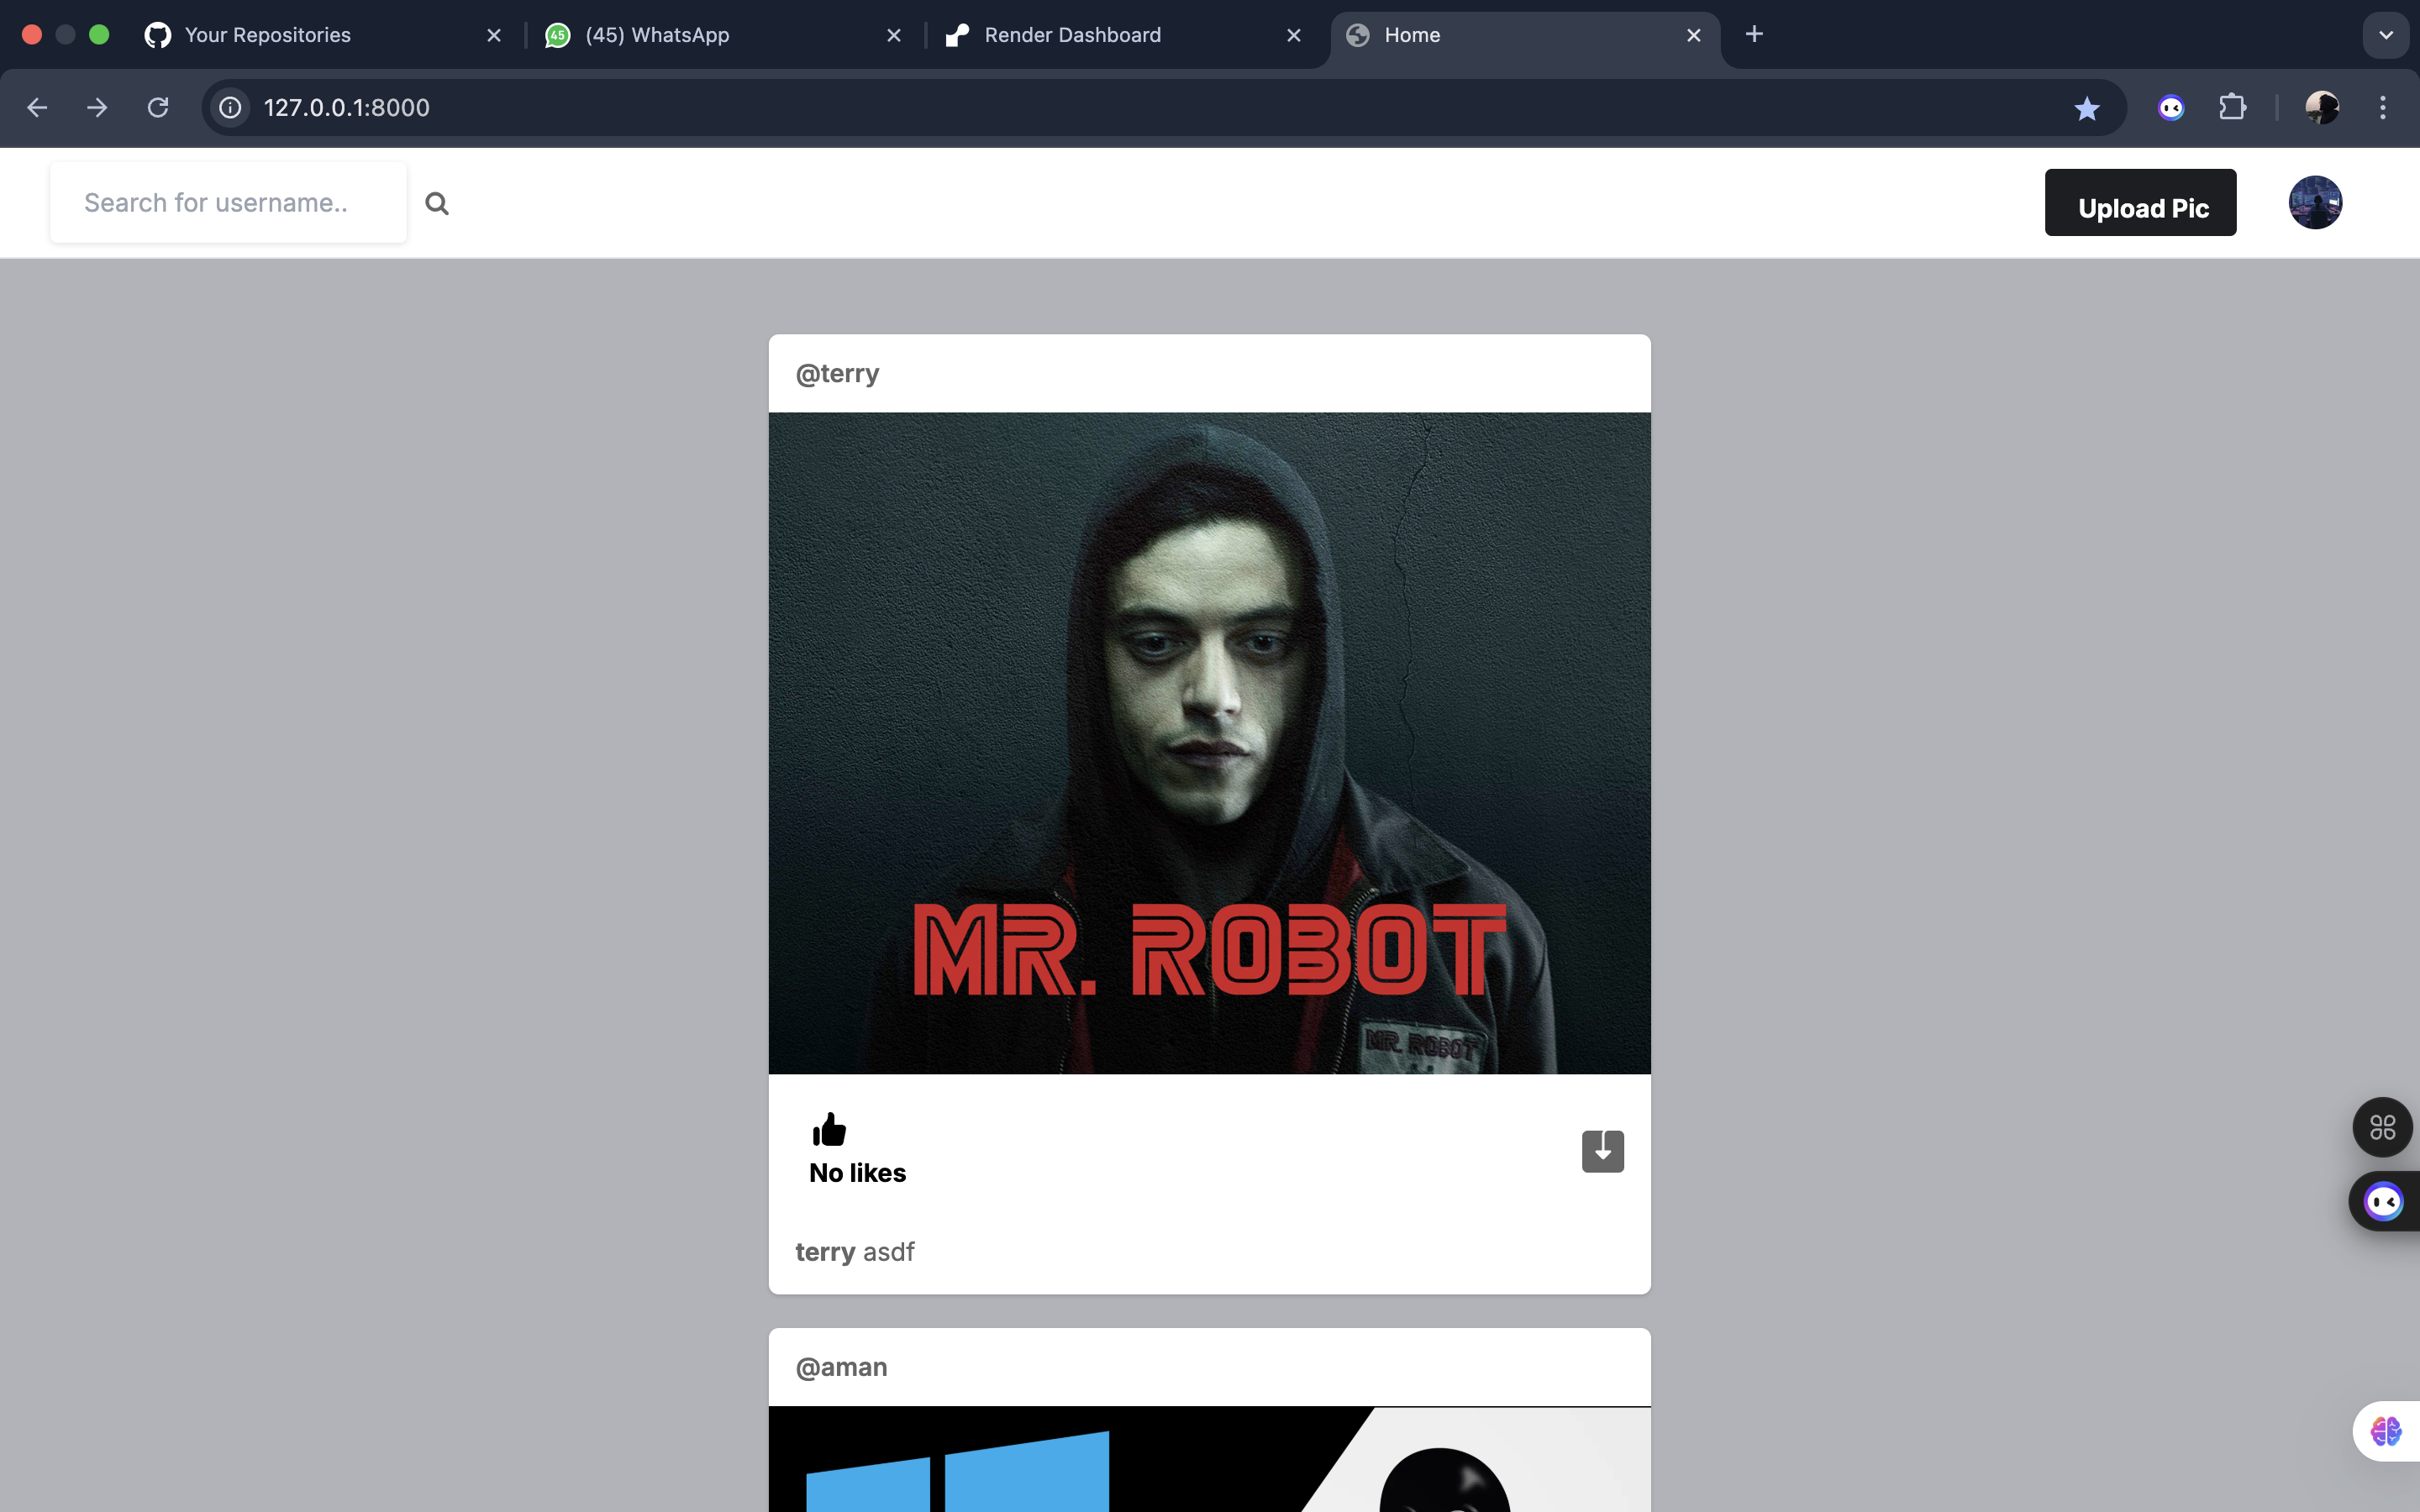 Your Repositories
45
(45) WhatsApp
Render Dashboard
Home
127.0.0.1:8000
Search for username..
Upload Pic
@terry
MR. ROBOT
MR. ROBOT
No likes
terry asdf
@aman